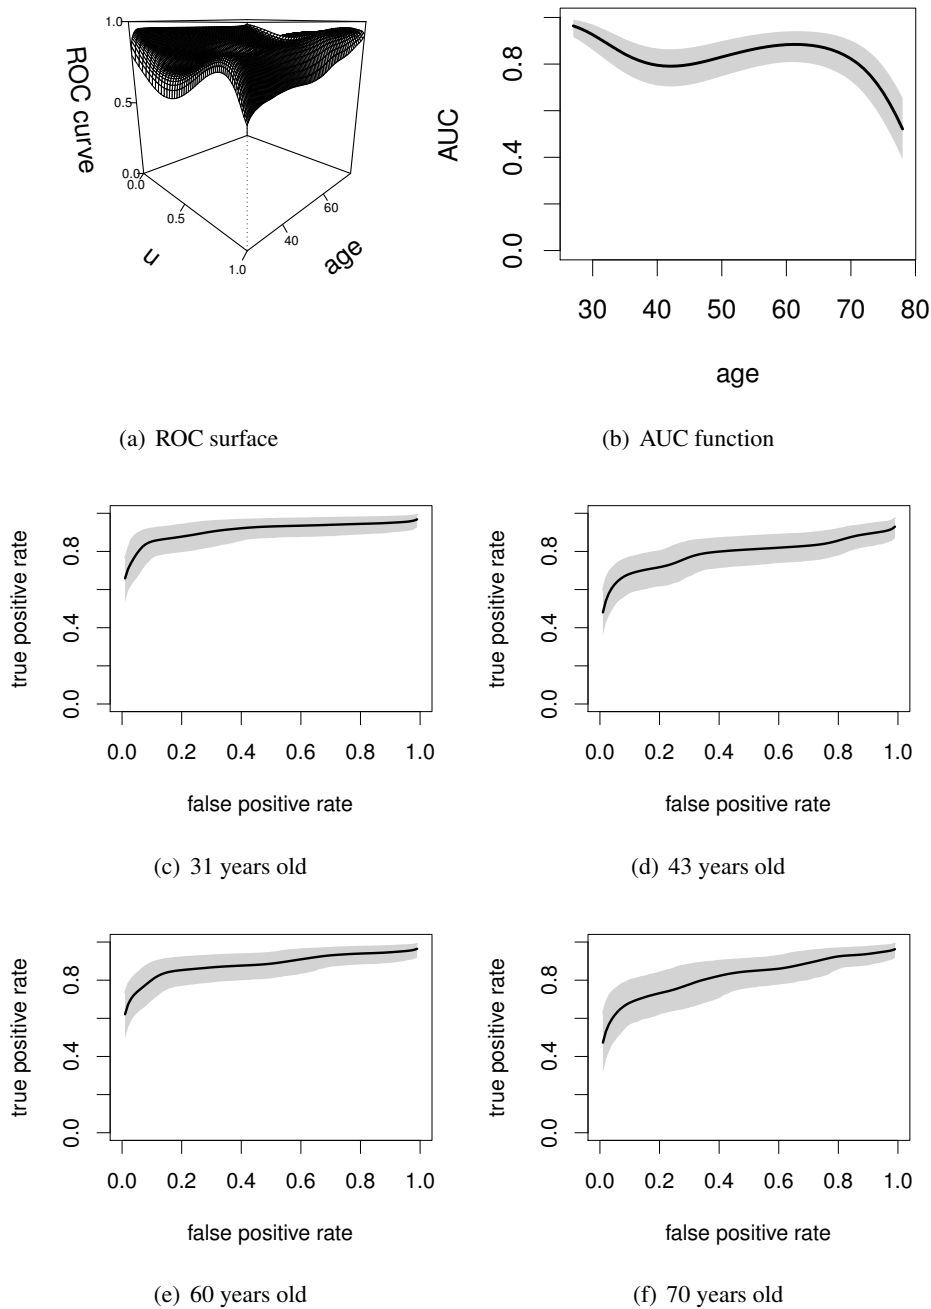 ROC curve
1.0
0.5
0.0
0.0
0.5
1.0
u
40
60
age
AUC
0.8
0.4
0.0
30 40 50 60 70 80
age
(a) ROC surface
(b) AUC function
true positive rate
0.8
0.4
0.0
0.0 0.2 0.4 0.6 0.8 1.0
false positive rate
(c) 31 years old
true positive rate
0.8
0.4
0.0
0.0 0.2 0.4 0.6 0.8 1.0
false positive rate
(d) 43 years old
true positive rate
0.8
0.4
0.0
0.0 0.2 0.4 0.6 0.8 1.0
false positive rate
(e) 60 years old
true positive rate
0.8
0.4
0.0
0.0 0.2 0.4 0.6 0.8 1.0
false positive rate
(f) 70 years old